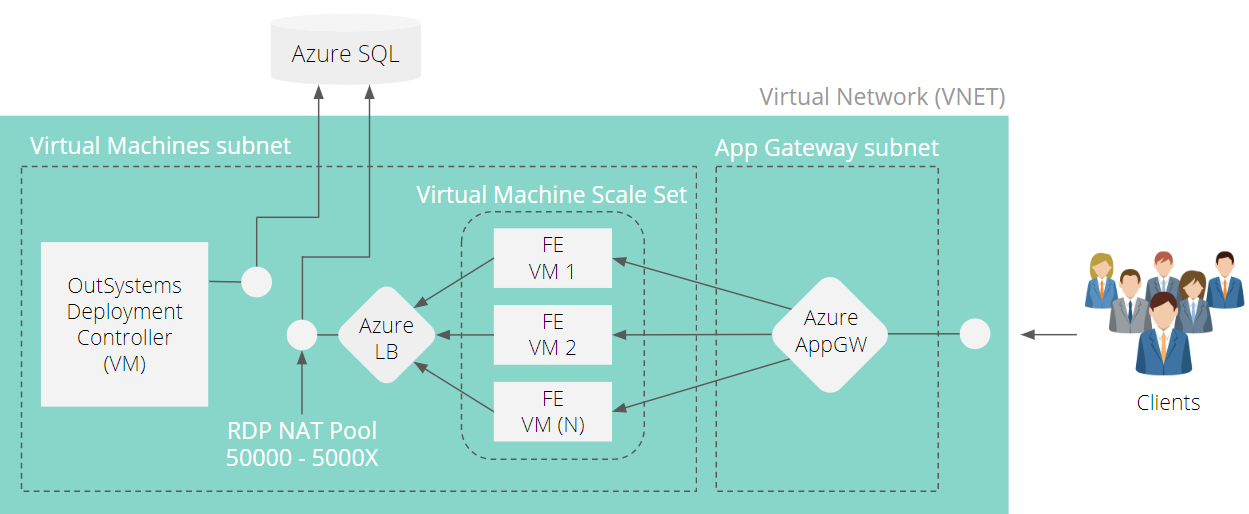 Azure SQL
Virtual Network (VNET)
Virtual Machines subnet
App Gateway subnet
Virtual Machine Scale Set
OutSystems
Deployment
Controller
(VM)
FE
VM 1
FE
VM 2
FE
VM (N)
Azure
LB
Azure
AppGW
RDP NAT Pool
50000 - 5000X
Clients